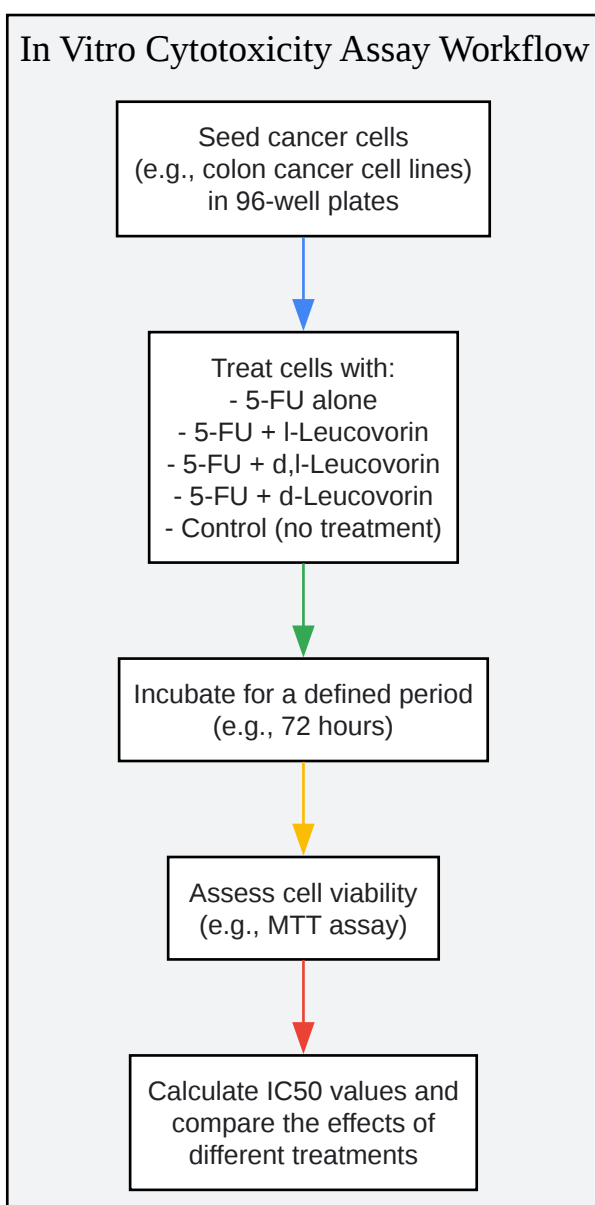 In Vitro Cytotoxicity Assay Workflow
Seed cancer cells
(e.g., colon cancer cell lines)
in 96-well plates
Treat cells with:
- 5-FU alone
- 5-FU + l-Leucovorin
- 5-FU + d,l-Leucovorin
- 5-FU + d-Leucovorin
- Control (no treatment)
Incubate for a defined period
(e.g., 72 hours)
Assess cell viability
(e.g., MTT assay)
Calculate IC50 values and
compare the effects of
different treatments